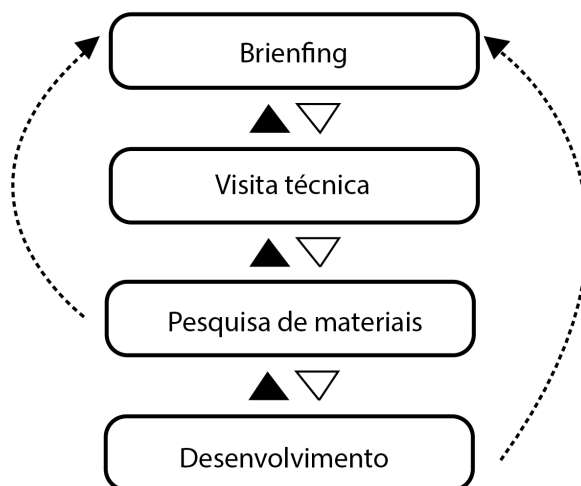 Brienfing
Visita técnica
Pesquisa de materiais
Desenvolvimento